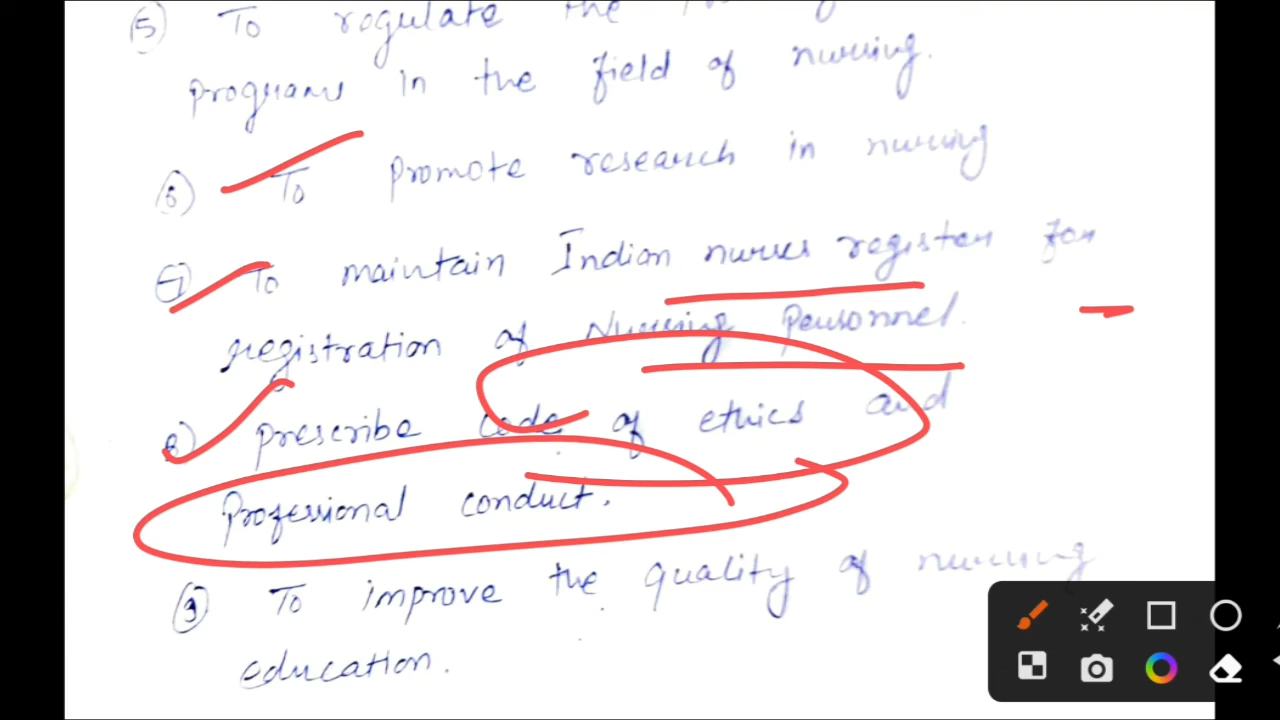 ⑤ To rogulate the
programs in the field of nursing.
⑥ To promote research in nursing
⑦ To maintain Indian nurses register for
registration of Nursing Personnel.
⑧ prescribe code of ethics and
Professional conduct.
⑨ To improve the quality of nursing
education.